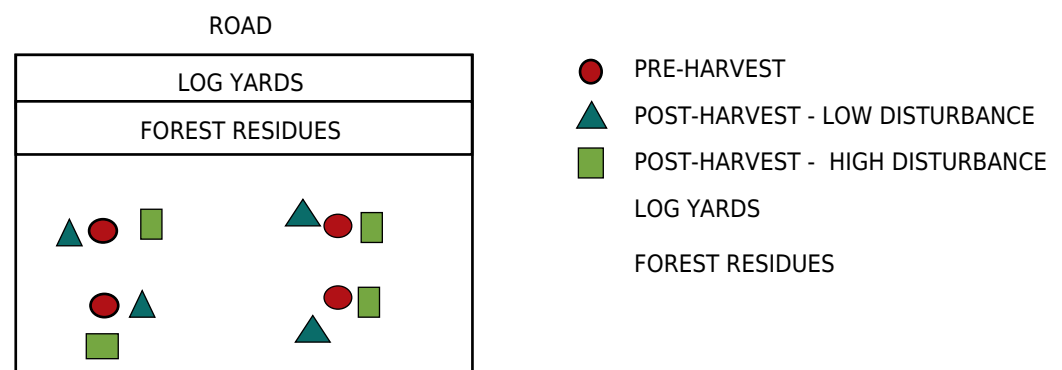 ROAD
LOG YARDS
FOREST RESIDUES
PRE-HARVEST
POST-HARVEST - LOW DISTURBANCE
POST-HARVEST -  HIGH DISTURBANCE
LOG YARDS
FOREST RESIDUES